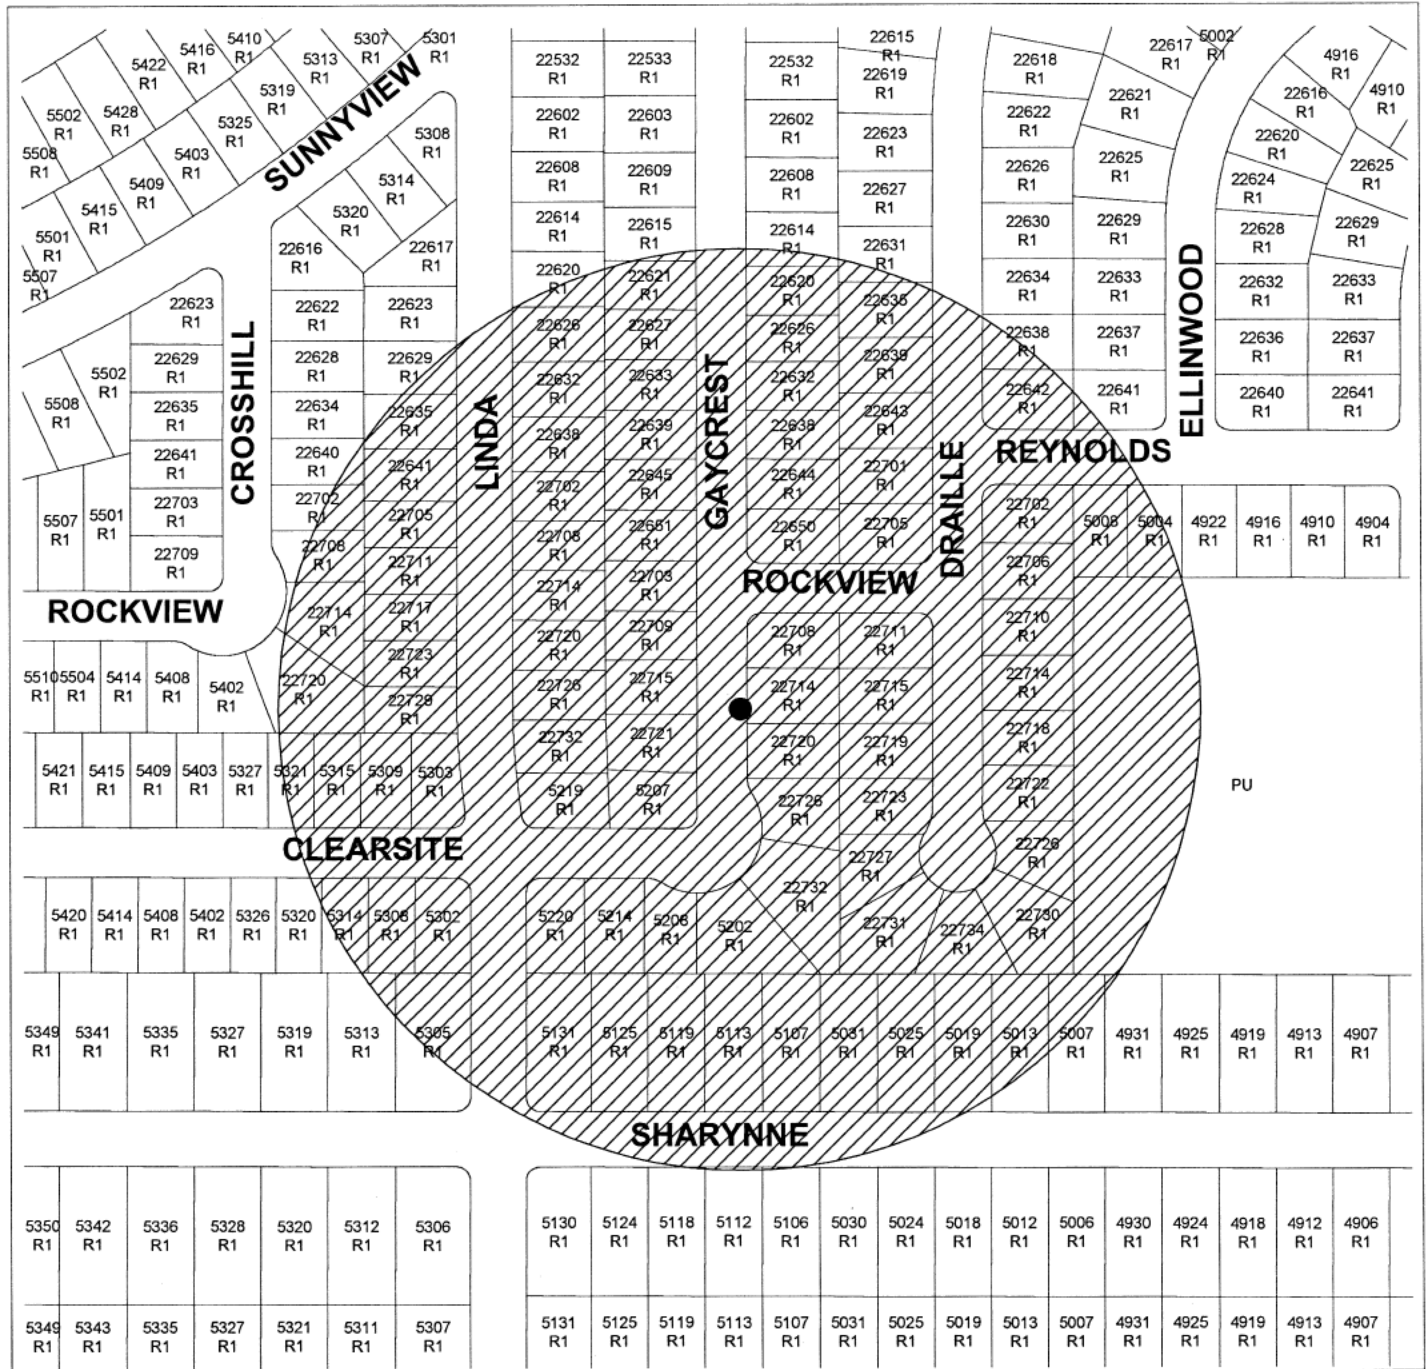 5422
R1
5416
R1
5410
R1
5313
R1
5307
R1
5301
R1
5502
R1
5428
R1
5319
R1
5325
R1
5508
R1
5403
R1
5409
R1
5415
R1
5501
R1
5507
R1
SUNNYVIEW
5308
R1
5314
R1
5320
R1
22616
R1
22617
R1
22622
R1
22623
R1
22628
R1
22629
R1
22634
R1
22635
R1
22640
R1
22641
R1
22702
R1
22705
R1
22708
R1
22711
R1
22714
R1
22717
R1
22723
R1
22720
R1
22729
R1
22623
R1
22629
R1
5502
R1
5508
R1
22635
R1
22641
R1
22703
R1
22709
R1
5507
R1
5501
R1
CROSSHILL
ROCKVIEW
5510
R1
5504
R1
5414
R1
5408
R1
5402
R1
5421
R1
5415
R1
5409
R1
5403
R1
5327
R1
5321
R1
5315
R1
5309
R1
5303
R1
CLEARSITE
5420
R1
5414
R1
5408
R1
5402
R1
5326
R1
5320
R1
5314
R1
5308
R1
5302
R1
LINDA
22532
R1
22533
R1
22602
R1
22603
R1
22608
R1
22609
R1
22614
R1
22615
R1
22620
R1
22621
R1
22626
R1
22627
R1
22632
R1
22633
R1
22638
R1
22639
R1
22702
R1
22645
R1
22708
R1
22651
R1
22714
R1
22703
R1
22720
R1
22709
R1
22726
R1
22715
R1
22732
R1
22721
R1
5219
R1
5207
R1
GAYCREST
22532
R1
22615
R1
22619
R1
22602
R1
22623
R1
22608
R1
22627
R1
22614
R1
22631
R1
22620
R1
22635
R1
22626
R1
22639
R1
22632
R1
22643
R1
22638
R1
22701
R1
22644
R1
22705
R1
22650
R1
ROCKVIEW
22708
R1
22711
R1
22714
R1
22715
R1
22720
R1
22719
R1
22726
R1
22723
R1
22727
R1
22732
R1
22731
R1
22734
R1
22730
R1
5220
R1
5214
R1
5208
R1
5202
R1
DRAILLE
22618
R1
22617
R1
5002
R1
22622
R1
22621
R1
22626
R1
22625
R1
22630
R1
22629
R1
22634
R1
22633
R1
22638
R1
22637
R1
22642
R1
22641
R1
REYNOLDS
ELLINWOOD
4916
R1
4910
R1
22616
R1
22620
R1
22625
R1
22624
R1
22628
R1
22629
R1
22632
R1
22633
R1
22636
R1
22637
R1
22640
R1
22641
R1
22702
R1
5008
R1
5004
R1
4922
R1
4916
R1
4910
R1
4904
R1
22706
R1
22710
R1
22714
R1
22718
R1
22722
R1
22726
R1
PU
5349
R1
5341
R1
5335
R1
5327
R1
5319
R1
5313
R1
5305
R1
5131
R1
5125
R1
5119
R1
5113
R1
5107
R1
5031
R1
5025
R1
5019
R1
5013
R1
5007
R1
4931
R1
4925
R1
4919
R1
4913
R1
4907
R1
SHARYNNE
5350
R1
5342
R1
5336
R1
5328
R1
5320
R1
5312
R1
5306
R1
5130
R1
5124
R1
5118
R1
5112
R1
5106
R1
5030
R1
5024
R1
5018
R1
5012
R1
5006
R1
4930
R1
4924
R1
4918
R1
4912
R1
4906
R1
5349
R1
5343
R1
5335
R1
5327
R1
5321
R1
5311
R1
5307
R1
5131
R1
5125
R1
5119
R1
5113
R1
5107
R1
5031
R1
5025
R1
5019
R1
5013
R1
5007
R1
4931
R1
4925
R1
4919
R1
4913
R1
4907
R1